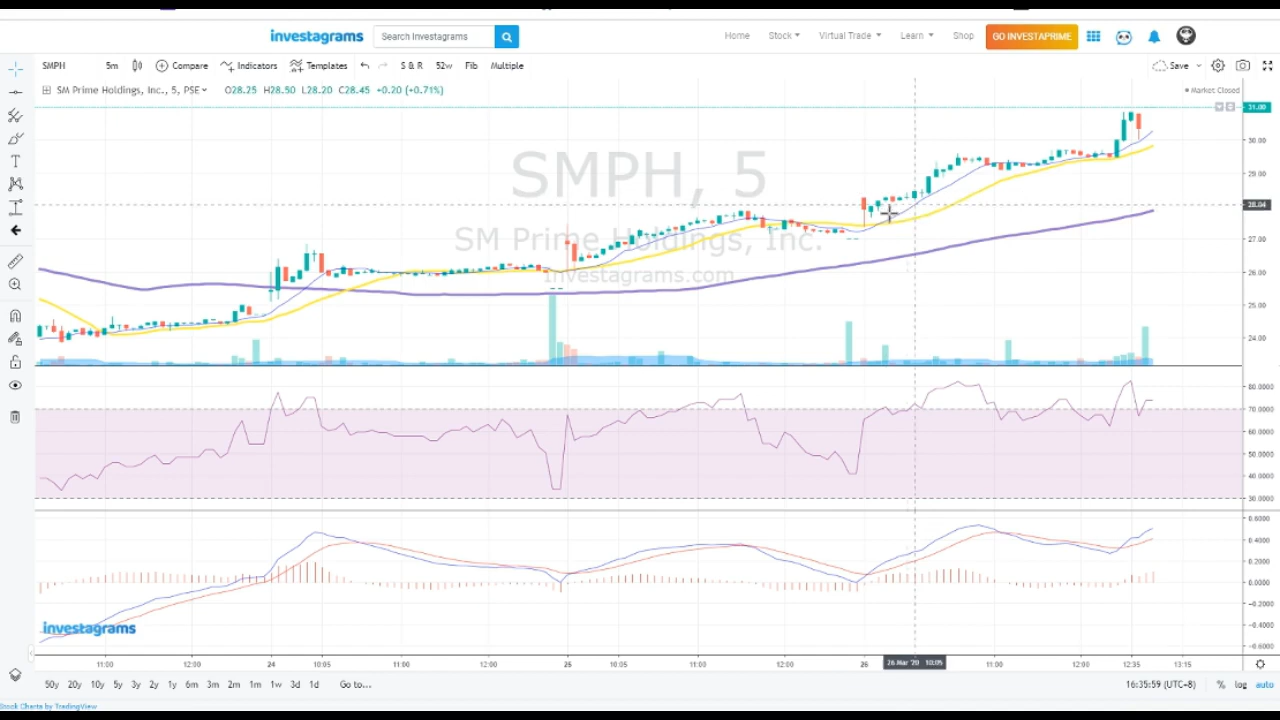 investagrams Search Investagrams Home Stock Virtual Trade Learn Shop GO INVESTAPRIME
SMPH 5m Compare Indicators Templates S & R 52w Fib Multiple Save
SM Prime Holdings, Inc., 5, PSE O28.25 H28.50 L28.20 C28.45 +0.20 (+0.71%) Market Closed
31.00
30.00
SMPH, 5
29.00
28.04
SM Prime Holdings, Inc.
27.00
Investagrams.com
26.00
25.00
24.00
80.0000
70.0000
60.0000
50.0000
40.0000
30.0000
0.6000
0.4000
0.2000
0.0000
-0.2000
-0.4000
investagrams
-0.6000
11:00 12:00 24 10:05 11:00 12:00 25 10:05 11:00 12:00 26 26 Mar '20 10:05 11:00 12:00 12:35 13:15
50y 20y 10y 5y 3y 2y 1y 6m 3m 2m 1m 1w 3d 1d Go to... 16:35:59 (UTC+8) % log auto
Stock Charts by TradingView